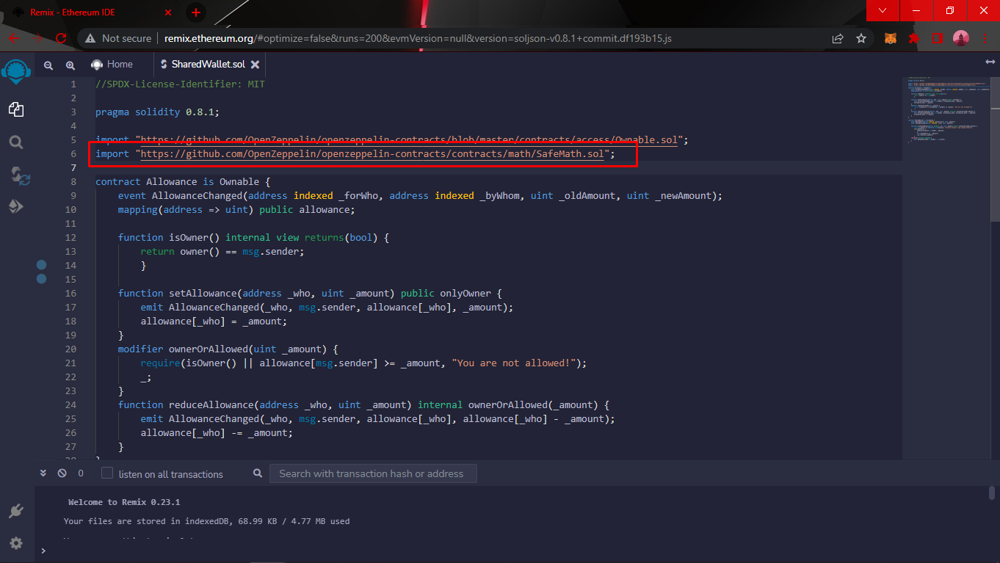 Remix - Ethereum IDE
Not secure | remix.ethereum.org/#optimize=false&runs=200&evmVersion=null&version=soljson-v0.8.1+commit.df193b15.js
Home
SharedWallet.sol
1 //SPDX-License-Identifier: MIT
2
3 pragma solidity 0.8.1;
4
5 import "https://github.com/OpenZeppelin/openzeppelin-contracts/blob/master/contracts/access/Ownable.sol";
6 import "https://github.com/OpenZeppelin/openzeppelin-contracts/contracts/math/SafeMath.sol";
7
8 contract Allowance is Ownable {
9 event AllowanceChanged(address indexed _forWho, address indexed _byWhom, uint _oldAmount, uint _newAmount);
10 mapping(address => uint) public allowance;
11
12 function isOwner() internal view returns(bool) {
13 return owner() == msg.sender;
14 }
15
16 function setAllowance(address _who, uint _amount) public onlyOwner {
17 emit AllowanceChanged(_who, msg.sender, allowance[_who], _amount);
18 allowance[_who] = _amount;
19 }
20 modifier ownerOrAllowed(uint _amount) {
21 require(isOwner() || allowance[msg.sender] >= _amount, "You are not allowed!");
22 _;
23 }
24 function reduceAllowance(address _who, uint _amount) internal ownerOrAllowed(_amount) {
25 emit AllowanceChanged(_who, msg.sender, allowance[_who], allowance[_who] - _amount);
26 allowance[_who] -= _amount;
27 }
28 }
0
listen on all transactions
Search with transaction hash or address
Welcome to Remix 0.23.1
Your files are stored in indexedDB, 68.99 KB / 4.77 MB used
>